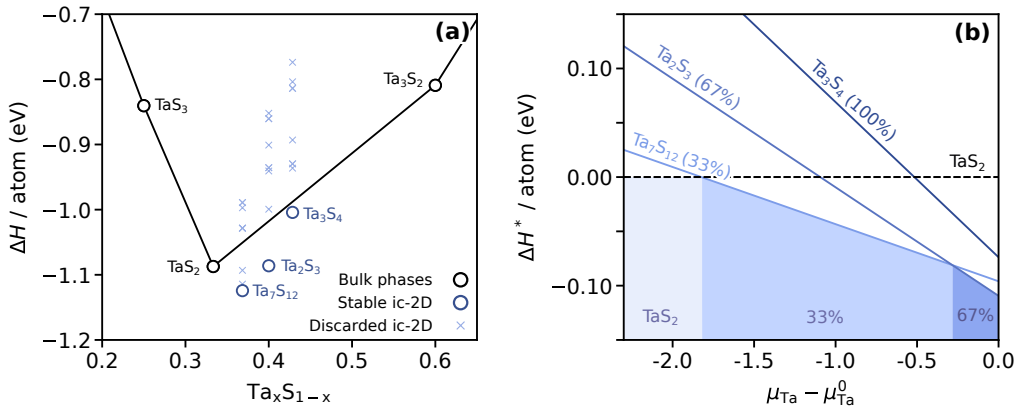 (a)
−0.7
−0.8
−0.9
−1.0
−1.1
−1.2
ΔH / atom (eV)
TaS3
Ta3S2
Ta3S4
TaS2
Ta2S3
Ta7S12
Bulk phases
Stable ic-2D
Discarded ic-2D
0.2 0.3 0.4 0.5 0.6
TaxS1−x
(b)
0.10
0.00
−0.10
ΔH* / atom (eV)
Ta2S3 (67%)
Ta3S4 (100%)
Ta7S12 (33%)
TaS2
TaS2 33% 67%
-2.0 -1.5 -1.0 -0.5 0.0
μTa − μ0Ta